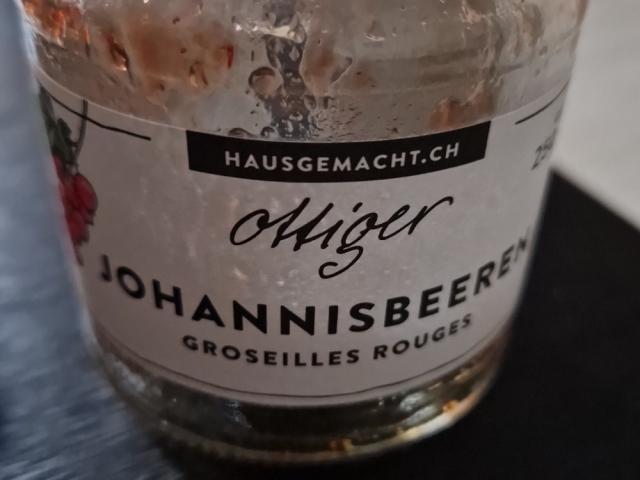 HAUSGEMACHT.CH
ottiger
JOHANNISBEEREN
GROSEILLES ROUGES